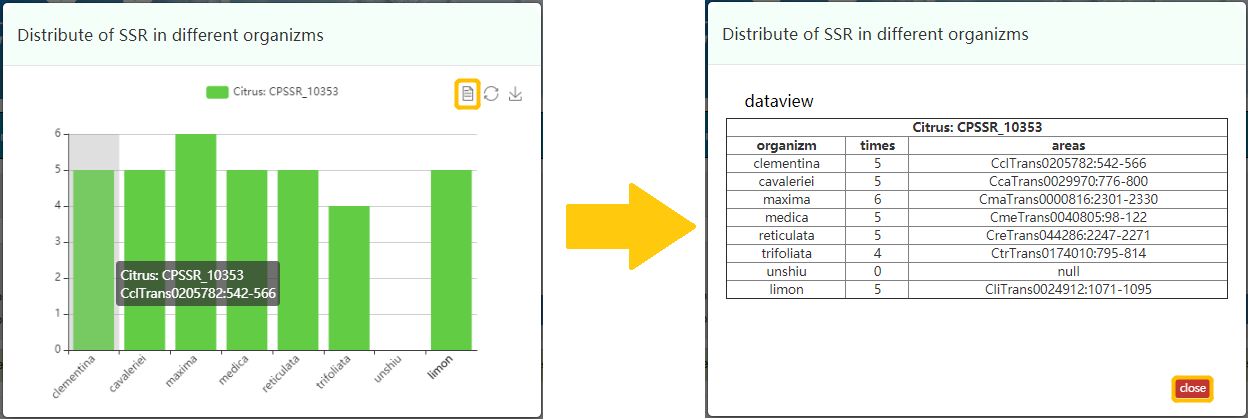 Distribute of SSR in different organizms
Citrus: CPSSR_10353
6
5
4
3
2
1
0
Citrus: CPSSR_10353
CclTrans0205782:542-566
clementina
cavaleriei
maxima
medica
reticulata
trifoliata
unshiu
limon
Distribute of SSR in different organizms
dataview
Citrus: CPSSR_10353
organizm times areas
clementina 5 CclTrans0205782:542-566
cavaleriei 5 CcaTrans0029970:776-800
maxima 6 CmaTrans0000816:2301-2330
medica 5 CmeTrans0040805:98-122
reticulata 5 CreTrans044286:2247-2271
trifoliata 4 CtrTrans0174010:795-814
unshiu 0 null
limon 5 CliTrans0024912:1071-1095
close